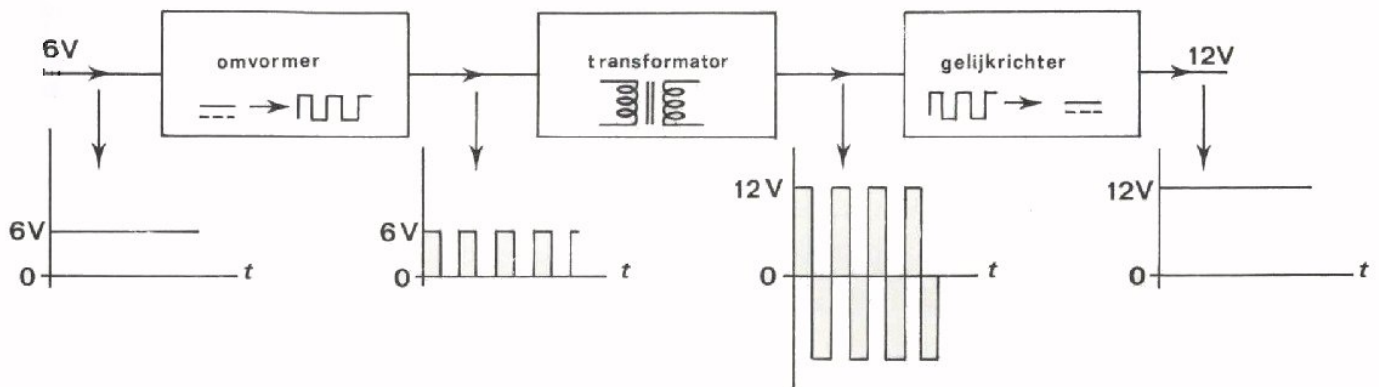 6V
omvormer
transformator
gelijkrichter
12V
6V
0
t
6V
0
t
12V
0
t
12V
0
t